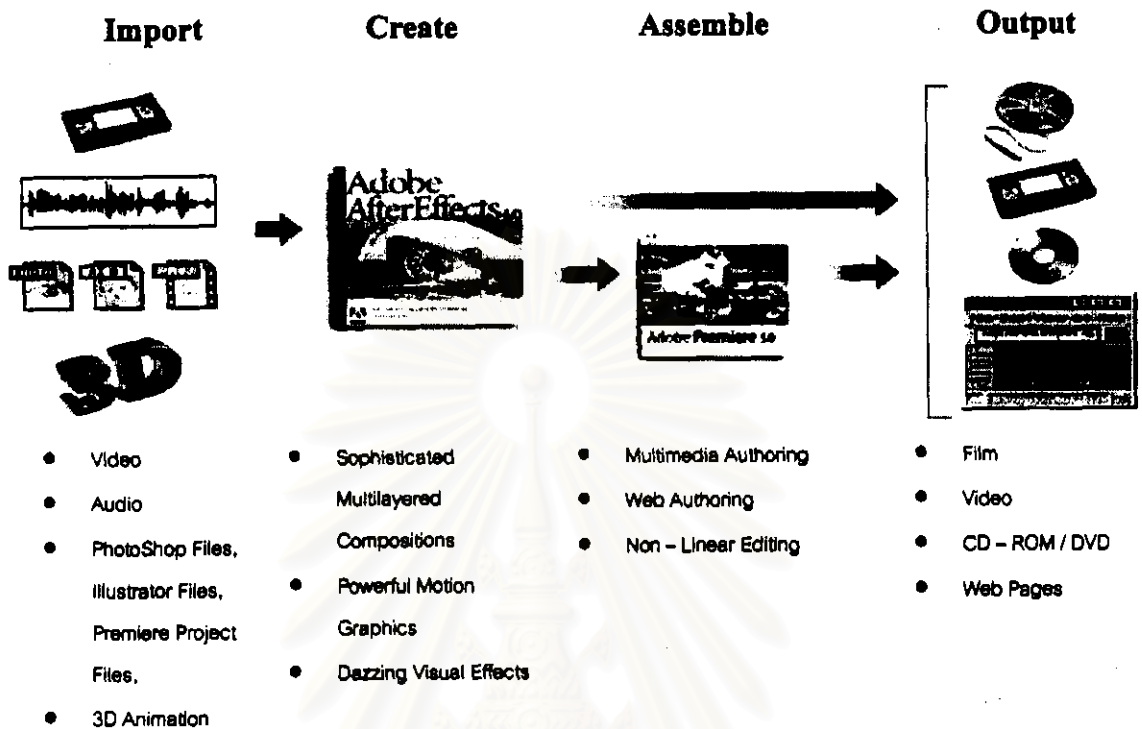 Import
Create
Assemble
Output
Adobe
AfterEffects
Adobe Premiere
Video
Audio
PhotoShop Files,
Illustrator Files,
Premiere Project
Files,
3D Animation
Sophisticated
Multilayered
Compositions
Powerful Motion
Graphics
Dazzing Visual Effects
Multimedia Authoring
Web Authoring
Non – Linear Editing
Film
Video
CD – ROM / DVD
Web Pages